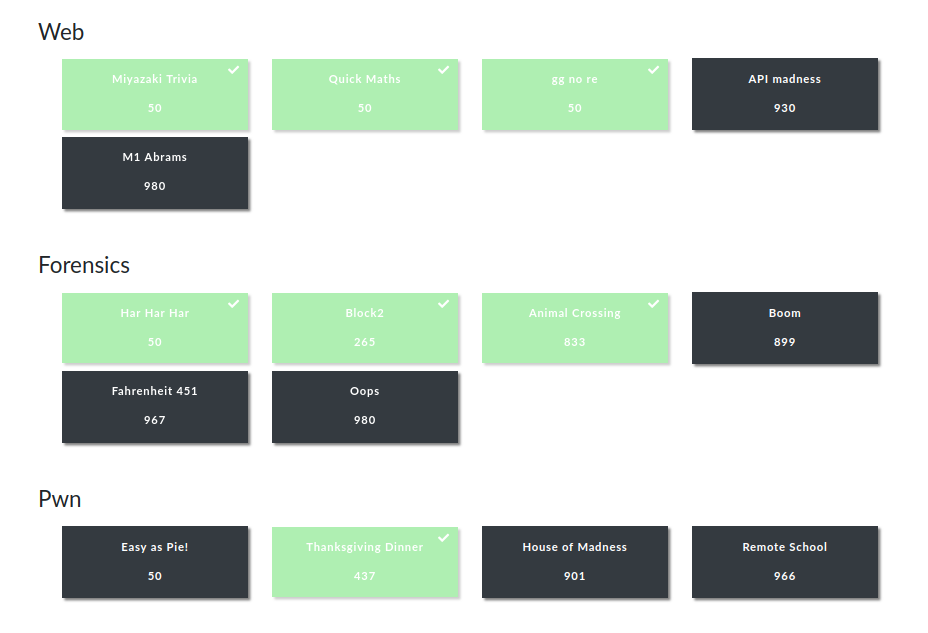 Web
Miyazaki Trivia
50
Quick Maths
50
gg no re
50
API madness
930
M1 Abrams
980
Forensics
Har Har Har
50
Block2
265
Animal Crossing
833
Boom
899
Fahrenheit 451
967
Oops
980
Pwn
Easy as Pie!
50
Thanksgiving Dinner
437
House of Madness
901
Remote School
966